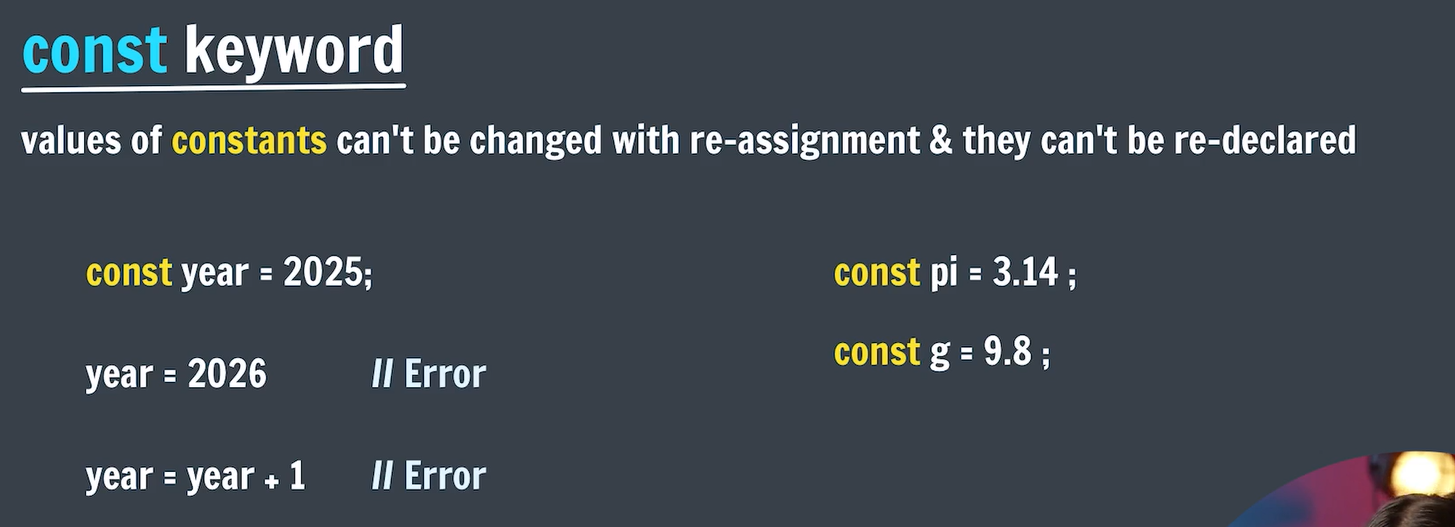 const keyword
values of constants can't be changed with re-assignment & they can't be re-declared
const year = 2025;
year = 2026 // Error
year = year + 1 // Error
const pi = 3.14 ;
const g = 9.8 ;